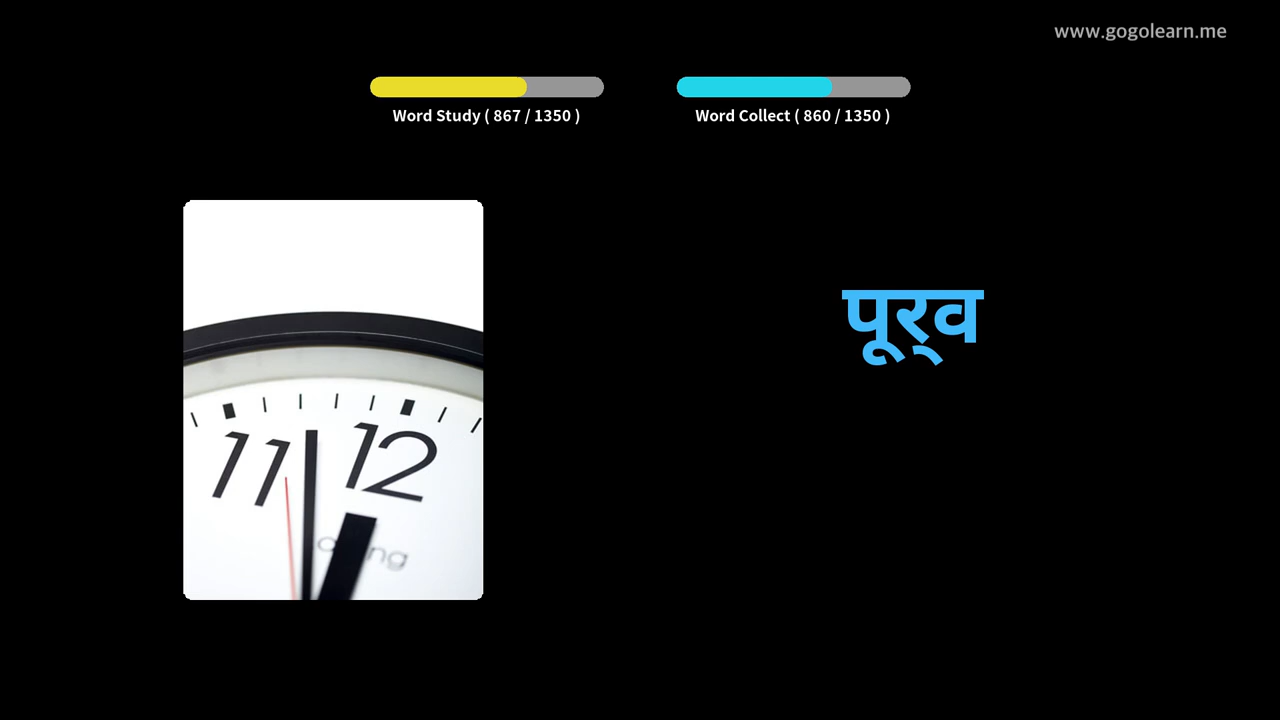 www.gogolearn.me
Word Study ( 867 / 1350 )
Word Collect ( 860 / 1350 )
पूर्‌व
11 12